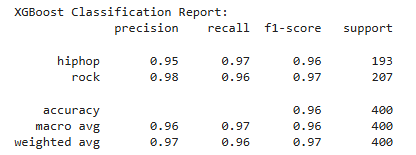 XGBoost Classification Report:
precision recall f1-score support
hiphop 0.95 0.97 0.96 193
rock 0.98 0.96 0.97 207
accuracy 0.96 400
macro avg 0.96 0.97 0.96 400
weighted avg 0.97 0.96 0.97 400